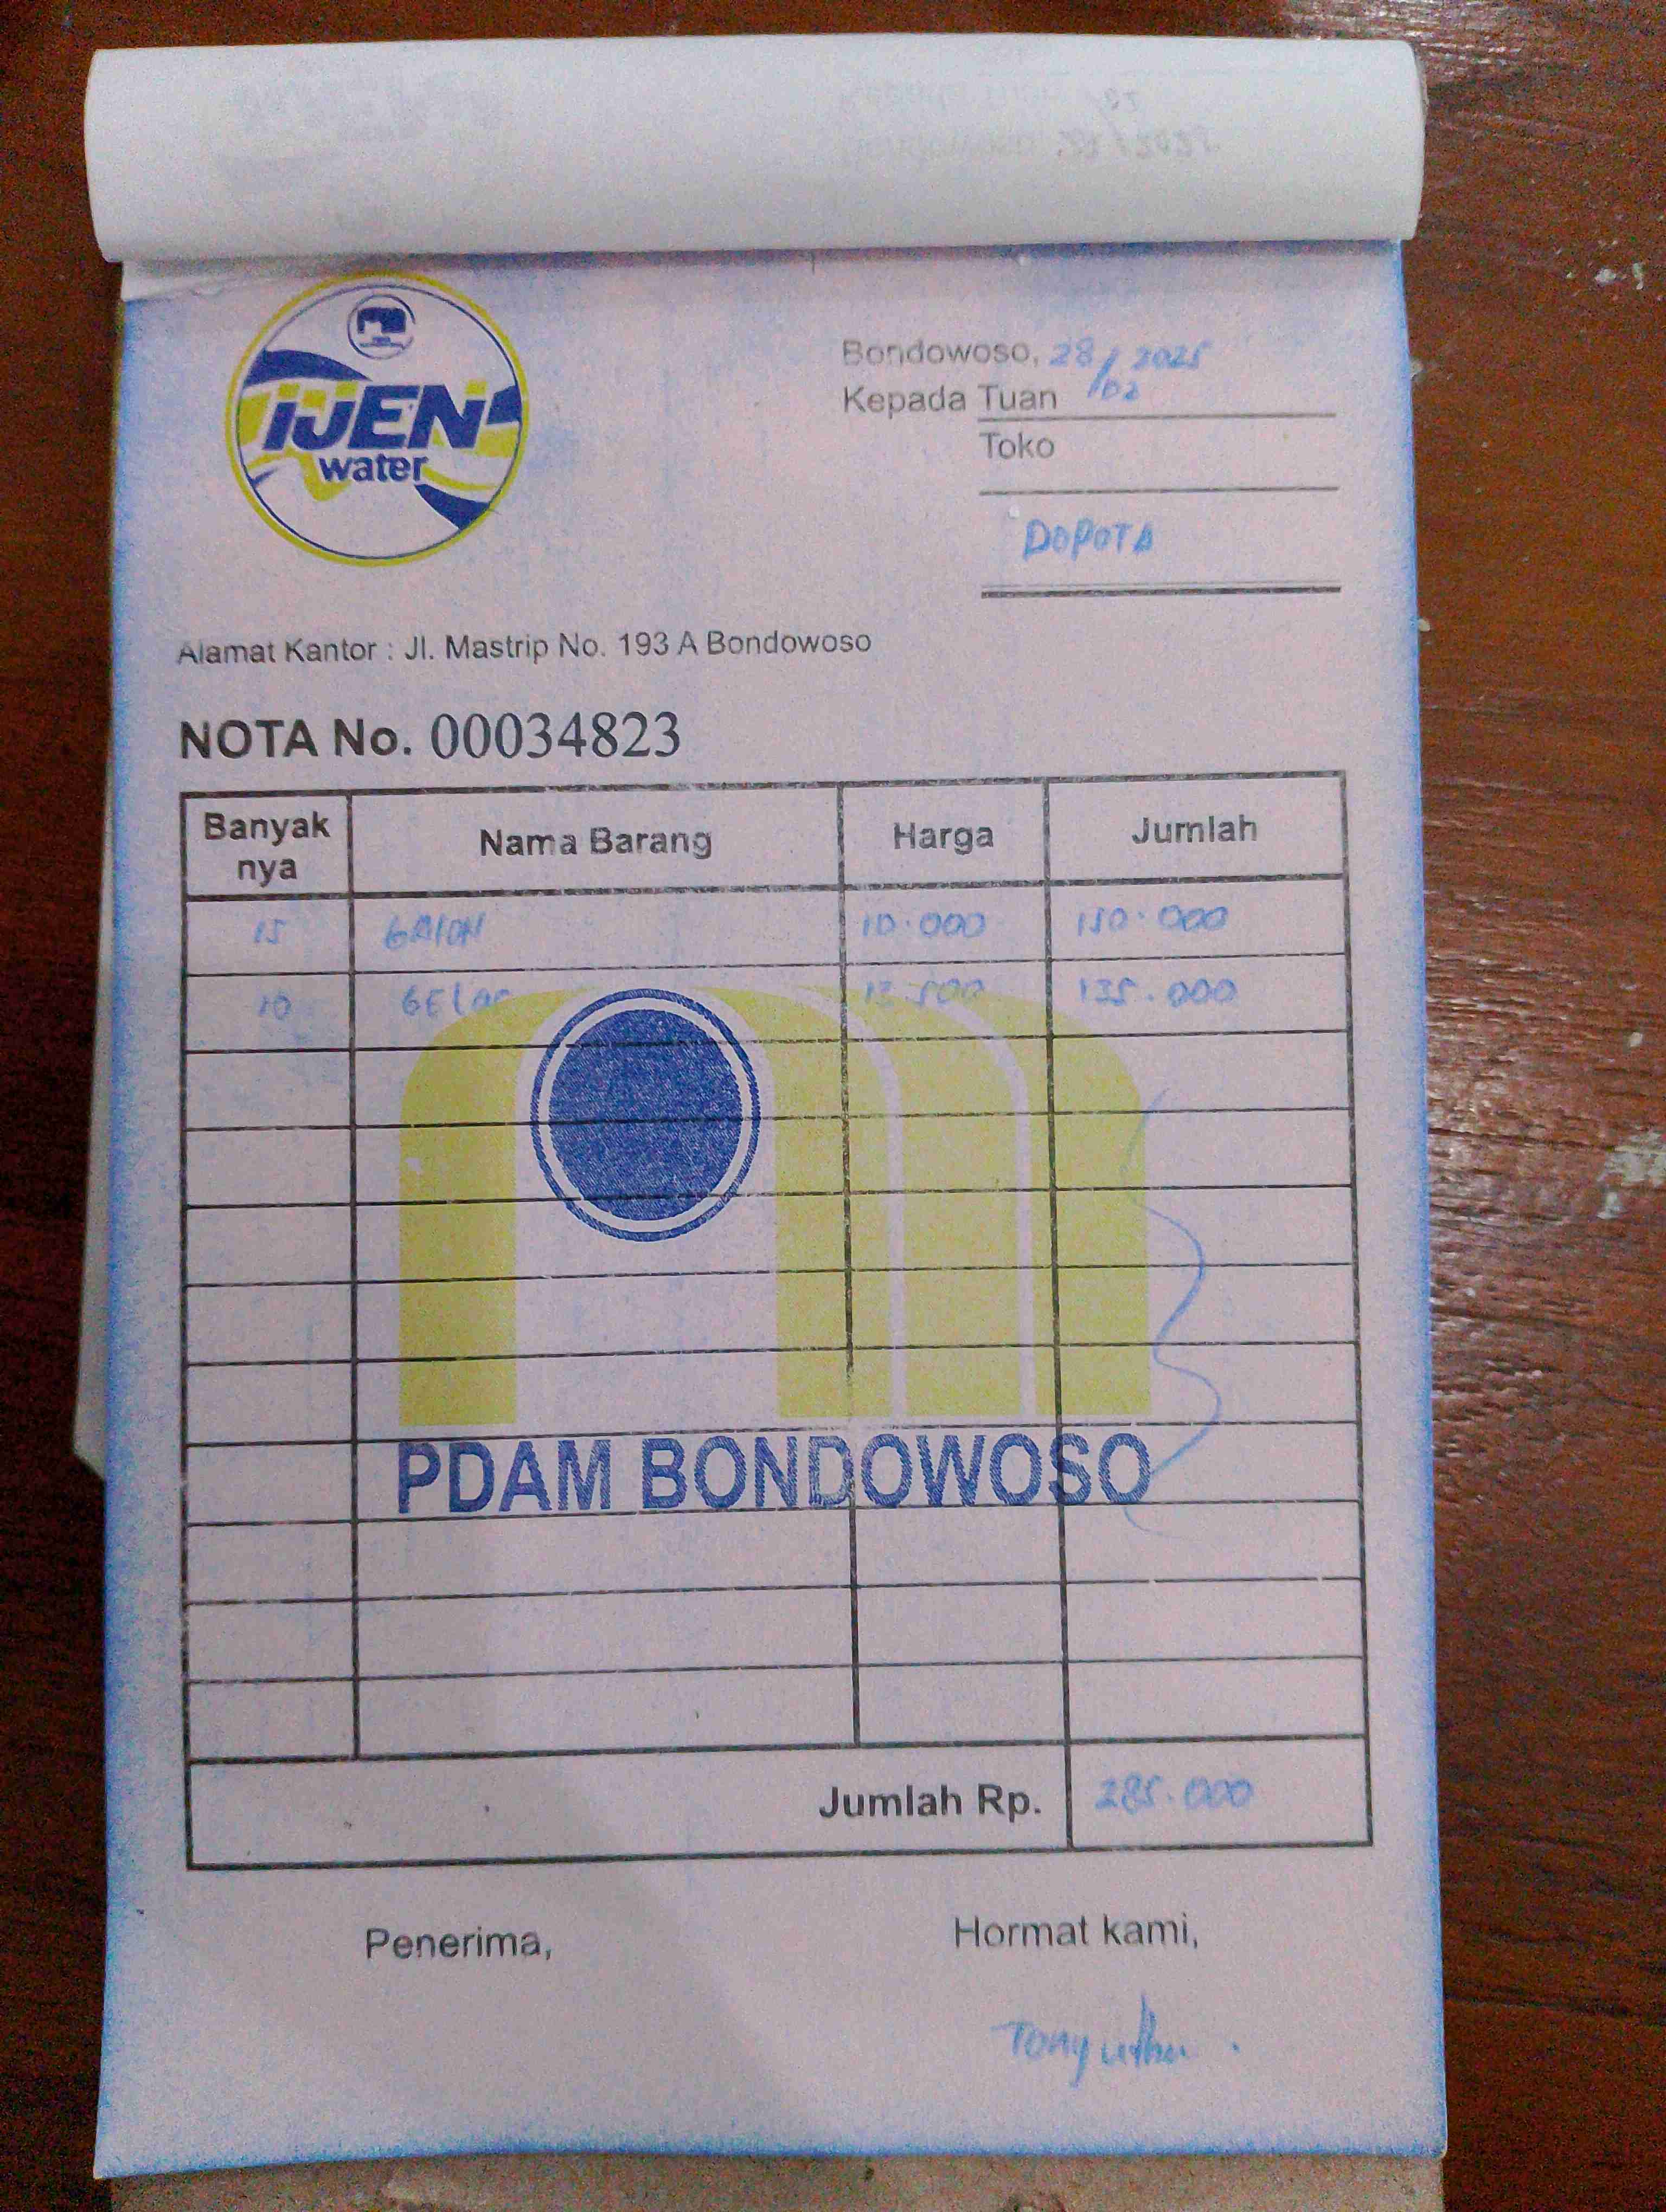 iJEN
water
Bondowoso, 28/02 2025
Kepada Tuan
Toko
DOPOTA
Alamat Kantor : Jl. Mastrip No. 193 A Bondowoso
NOTA No. 00034823
Banyak nya Nama Barang Harga Jumlah
15 GALON 10.000 150.000
10 GELAS 13.500 135.000
PDAM BONDOWOSO
Jumlah Rp. 285.000
Penerima, Hormat kami,
Tony